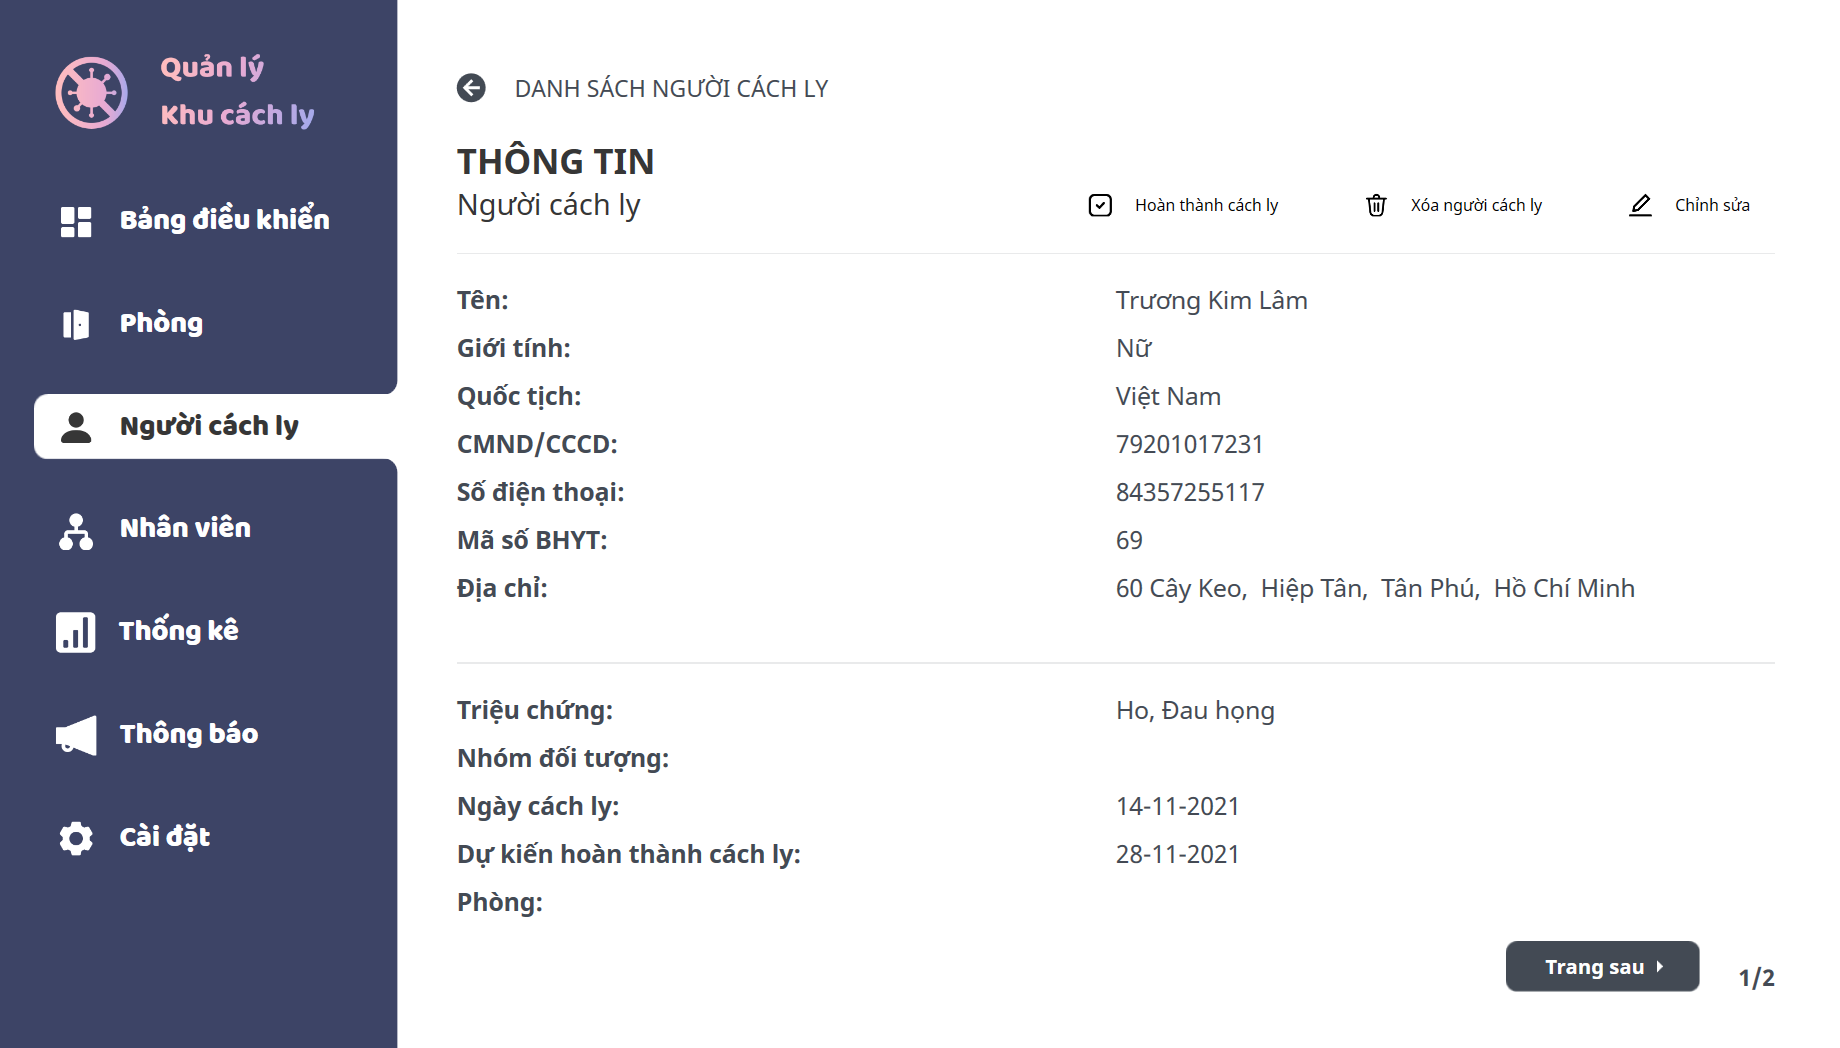 Quản lý
Khu cách ly
Bảng điều khiển
Phòng
Người cách ly
Nhân viên
Thống kê
Thông báo
Cài đặt
DANH SÁCH NGƯỜI CÁCH LY
THÔNG TIN
Người cách ly
Hoàn thành cách ly Xóa người cách ly Chỉnh sửa
Tên: Trương Kim Lâm
Giới tính: Nữ
Quốc tịch: Việt Nam
CMND/CCCD: 79201017231
Số điện thoại: 84357255117
Mã số BHYT: 69
Địa chỉ: 60 Cây Keo, Hiệp Tân, Tân Phú, Hồ Chí Minh
Triệu chứng: Ho, Đau họng
Nhóm đối tượng:
Ngày cách ly: 14-11-2021
Dự kiến hoàn thành cách ly: 28-11-2021
Phòng:
Trang sau 1/2